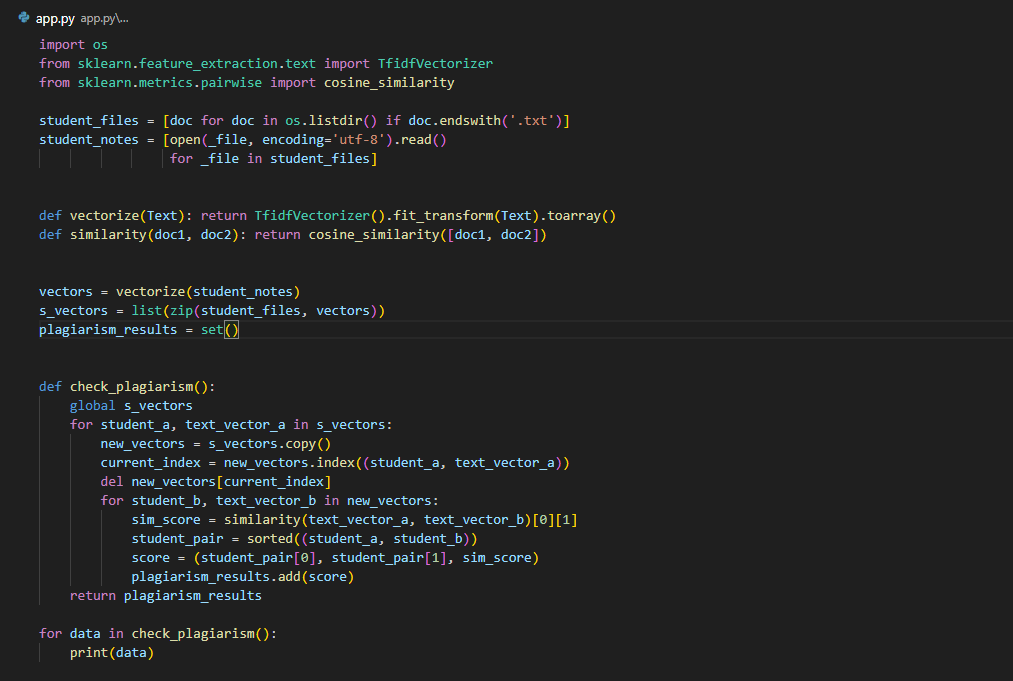 app.py app.py\...
import os
from sklearn.feature_extraction.text import TfidfVectorizer
from sklearn.metrics.pairwise import cosine_similarity

student_files = [doc for doc in os.listdir() if doc.endswith('.txt')]
student_notes = [open(_file, encoding='utf-8').read()
                 for _file in student_files]


def vectorize(Text): return TfidfVectorizer().fit_transform(Text).toarray()
def similarity(doc1, doc2): return cosine_similarity([doc1, doc2])


vectors = vectorize(student_notes)
s_vectors = list(zip(student_files, vectors))
plagiarism_results = set()


def check_plagiarism():
    global s_vectors
    for student_a, text_vector_a in s_vectors:
        new_vectors = s_vectors.copy()
        current_index = new_vectors.index((student_a, text_vector_a))
        del new_vectors[current_index]
        for student_b, text_vector_b in new_vectors:
            sim_score = similarity(text_vector_a, text_vector_b)[0][1]
            student_pair = sorted((student_a, student_b))
            score = (student_pair[0], student_pair[1], sim_score)
            plagiarism_results.add(score)
    return plagiarism_results

for data in check_plagiarism():
    print(data)